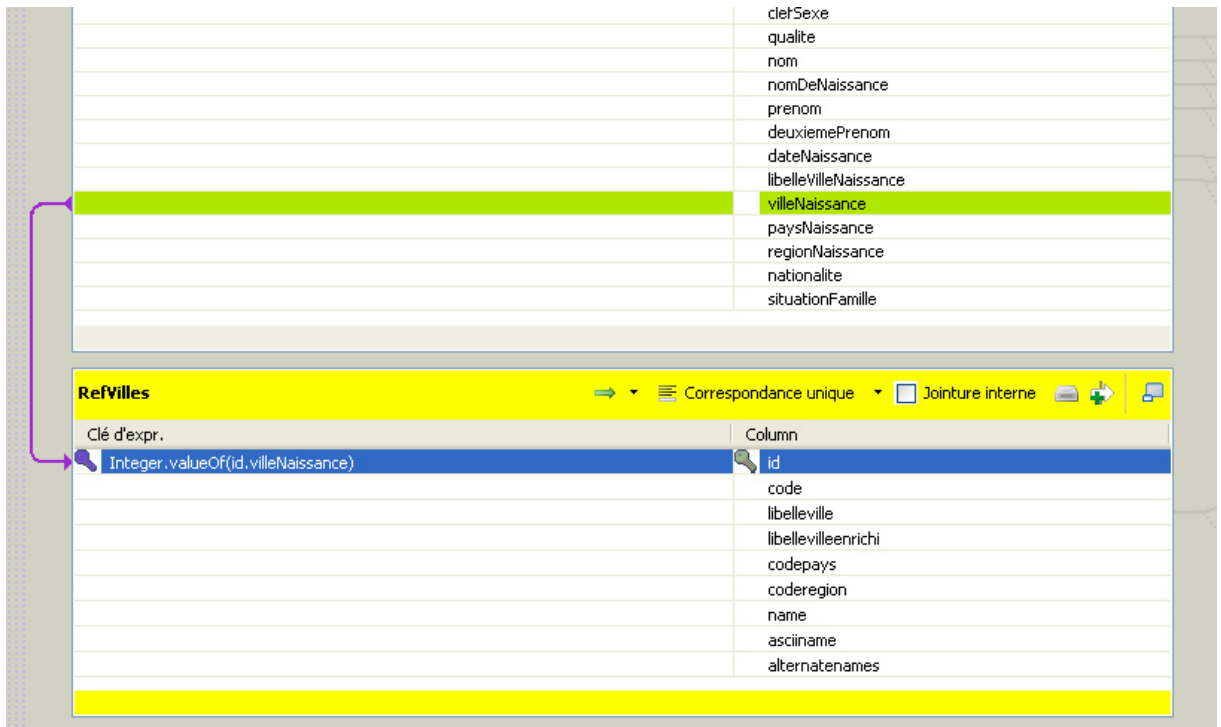 clefSexe
qualite
nom
nomDeNaissance
prenom
deuxiemePrenom
dateNaissance
libelleVilleNaissance
villeNaissance
paysNaissance
regionNaissance
nationalite
situationFamille
RefVilles Correspondance unique Jointure interne
Clé d'expr. Column
Integer.valueOf(id.villeNaissance) id
code
libelleville
libellevilleenrichi
codepays
coderegion
name
asciiname
alternatenames